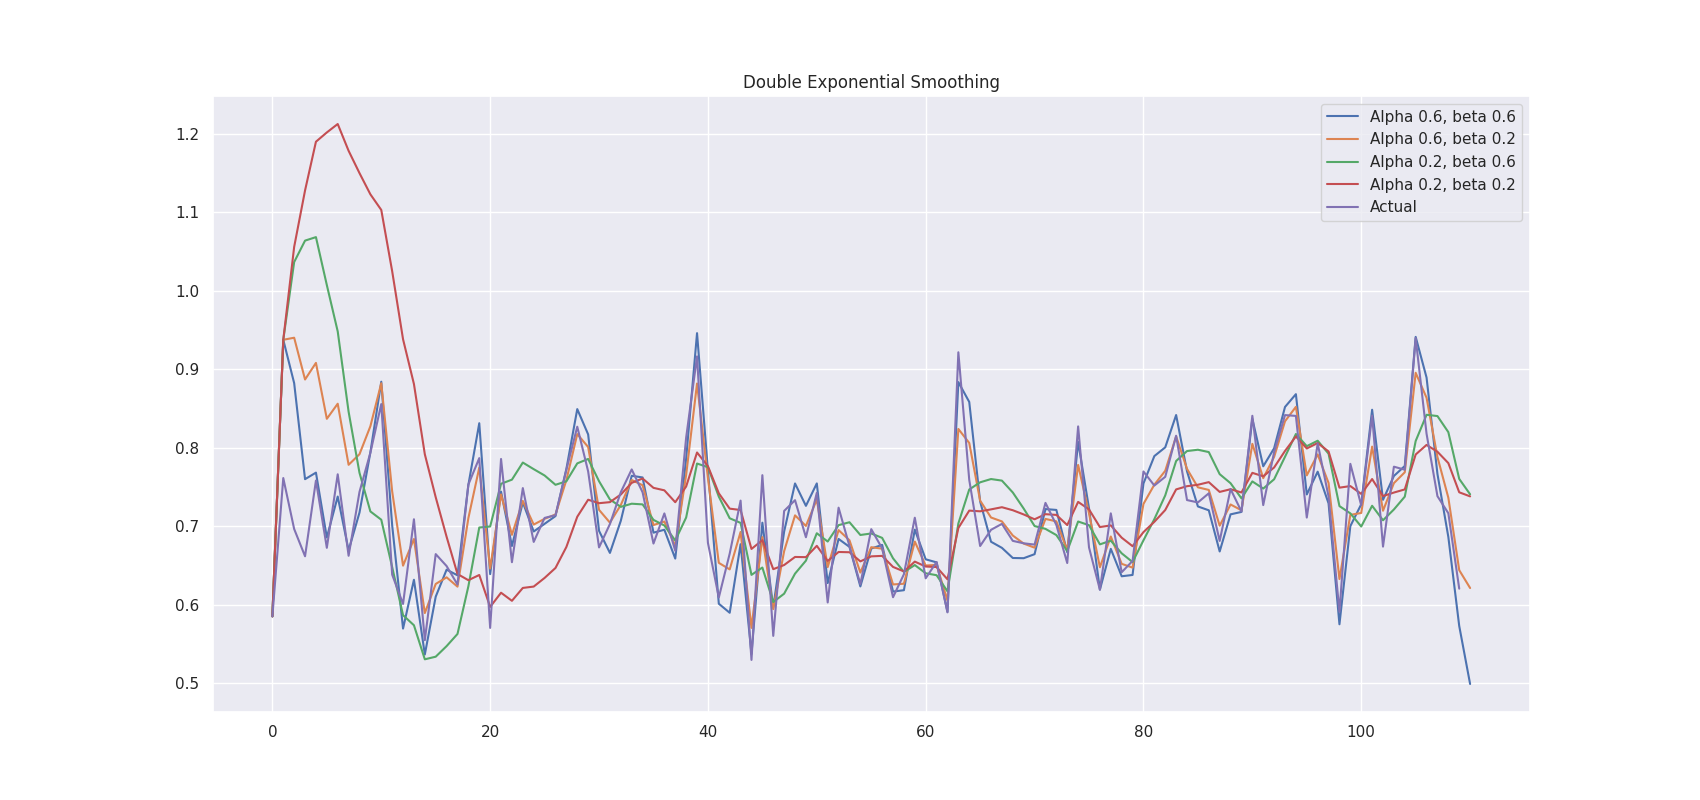 Double Exponential Smoothing
Alpha 0.6, beta 0.6
Alpha 0.6, beta 0.2
Alpha 0.2, beta 0.6
Alpha 0.2, beta 0.2
Actual
1.2
1.1
1.0
0.9
0.8
0.7
0.6
0.5
0 20 40 60 80 100